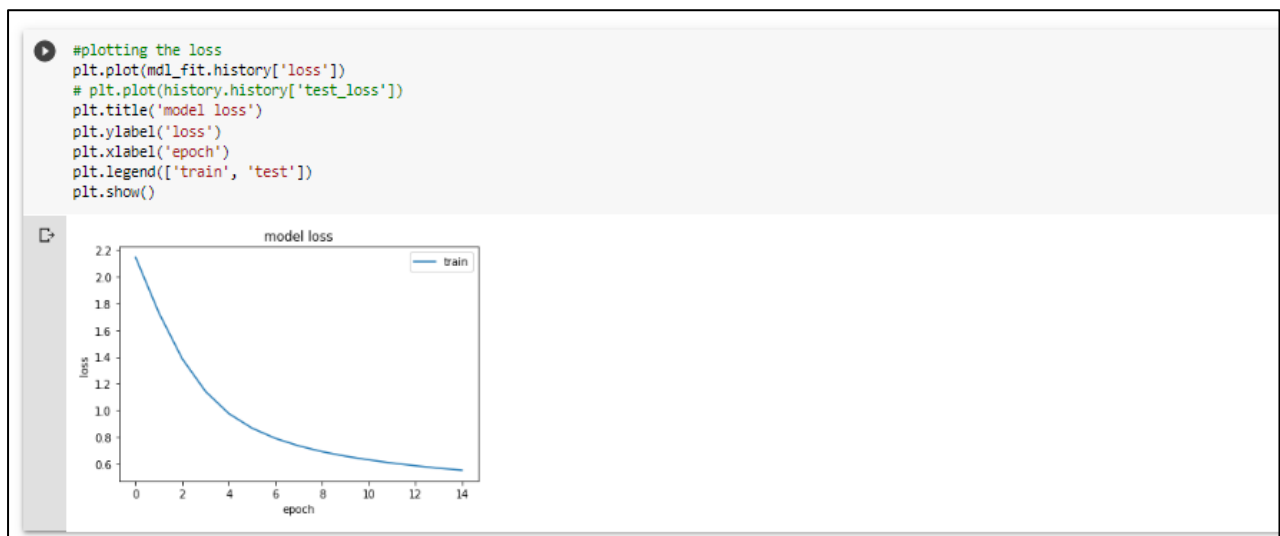 #plotting the loss
plt.plot(mdl_fit.history['loss'])
# plt.plot(history.history['test_loss'])
plt.title('model loss')
plt.ylabel('loss')
plt.xlabel('epoch')
plt.legend(['train', 'test'])
plt.show()
model loss
train
2.2
2.0
1.8
1.6
1.4
1.2
1.0
0.8
0.6
loss
0 2 4 6 8 10 12 14
epoch